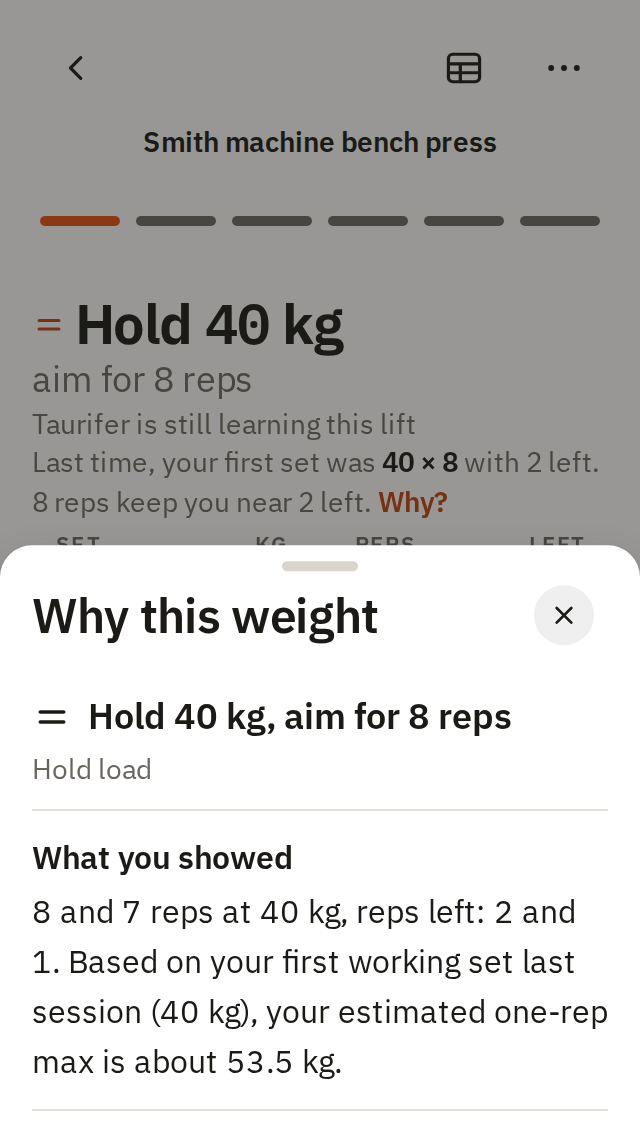 Smith machine bench press
= Hold 40 kg
aim for 8 reps
Taurifer is still learning this lift
Last time, your first set was 40 × 8 with 2 left.
8 reps keep you near 2 left. Why?
SET KG REPS LEFT
Why this weight
= Hold 40 kg, aim for 8 reps
Hold load
What you showed
8 and 7 reps at 40 kg, reps left: 2 and
1. Based on your first working set last
session (40 kg), your estimated one-rep
max is about 53.5 kg.